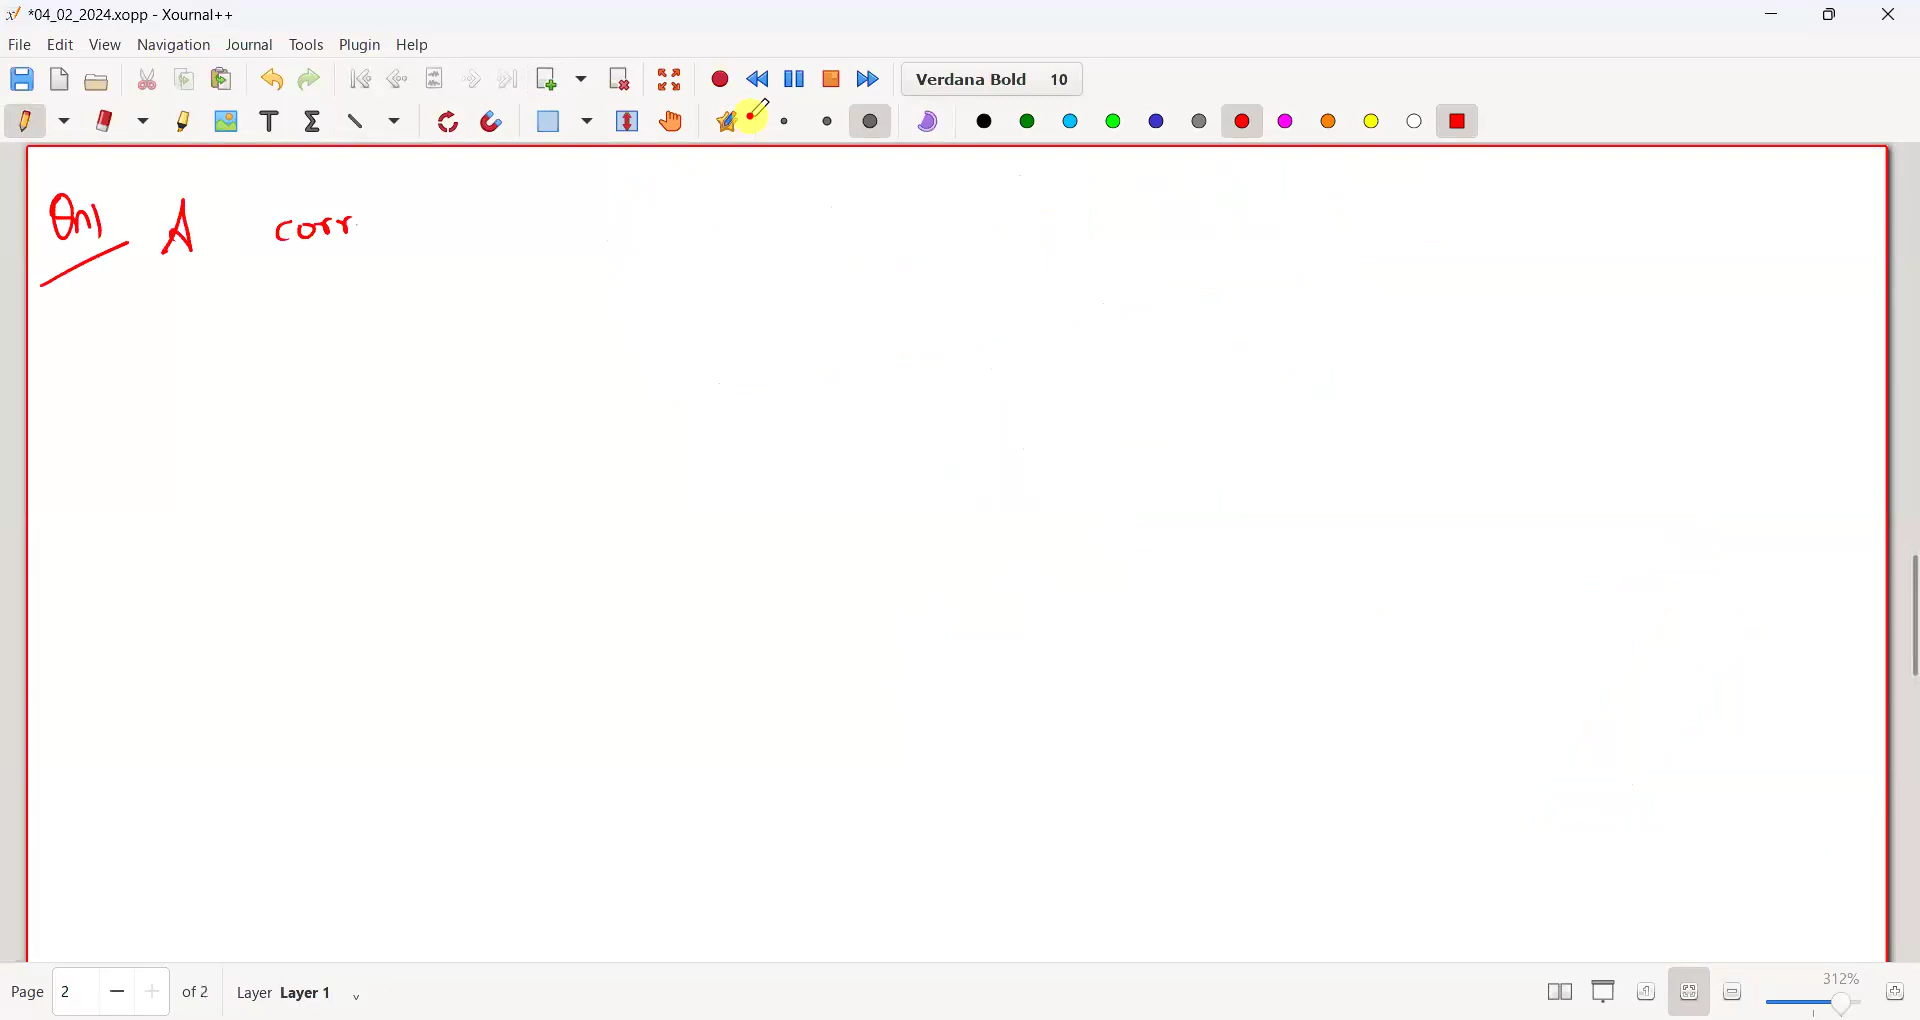 *04_02_2024.xopp - Xournal++
File Edit View Navigation Journal Tools Plugin Help
Verdana Bold 10
Qn1 A corr
Page 2 of 2 Layer Layer 1 312%